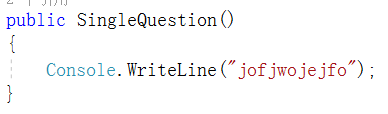 public SingleQuestion()
{
Console.WriteLine("jofjwojejfo");
}